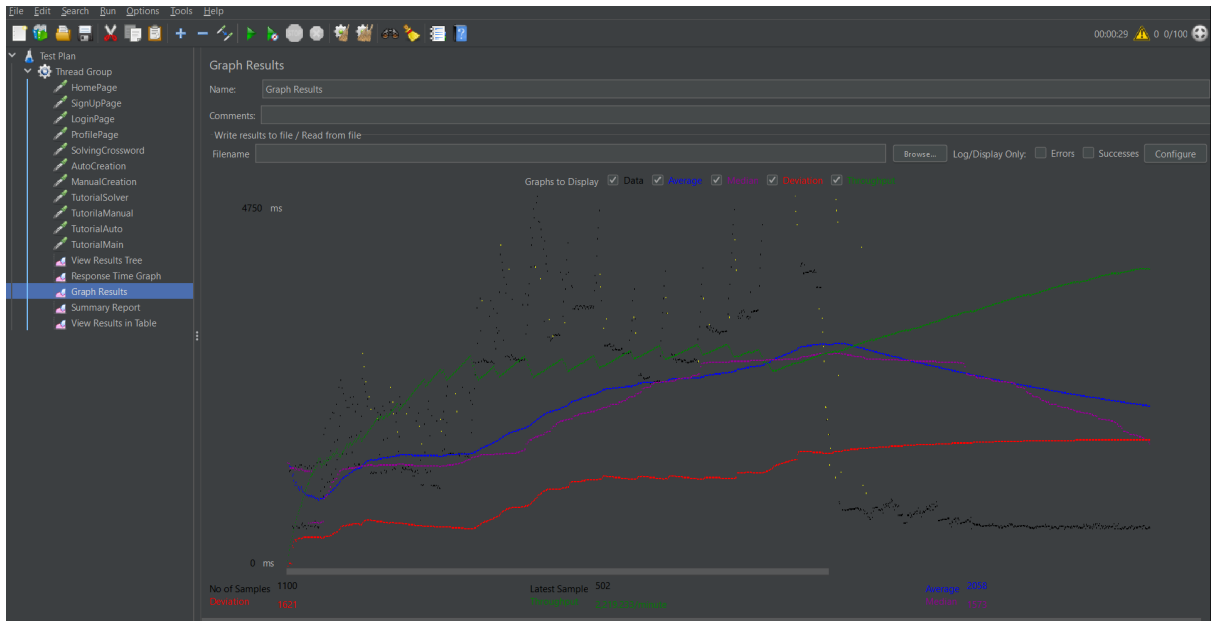 File Edit Search Run Options Tools Help
00:00:29 0 0/100
Test Plan
Thread Group
HomePage
SignUpPage
LoginPage
ProfilePage
SolvingCrossword
AutoCreation
ManualCreation
TutorialSolver
TutorilaManual
TutorialAuto
TutorialMain
View Results Tree
Response Time Graph
Graph Results
Summary Report
View Results in Table
Graph Results
Name: Graph Results
Comments:
Write results to file / Read from file
Filename Browse... Log/Display Only: Errors Successes Configure
Graphs to Display Data Average Median Deviation Throughput
4750 ms
0 ms
No of Samples 1100 Latest Sample 502 Average 2058
Deviation 1621 Throughput Median